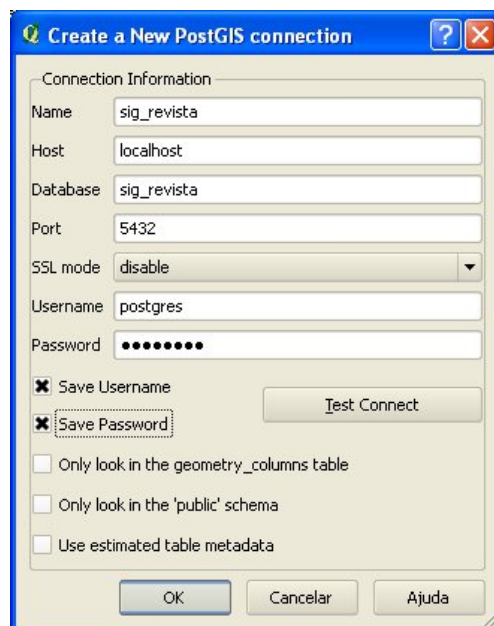 Create a New PostGIS connection
Connection Information
Name sig_revista
Host localhost
Database sig_revista
Port 5432
SSL mode disable
Username postgres
Password ●●●●●●●●
Save Username
Test Connect
Save Password
Only look in the geometry_columns table
Only look in the 'public' schema
Use estimated table metadata
OK Cancelar Ajuda